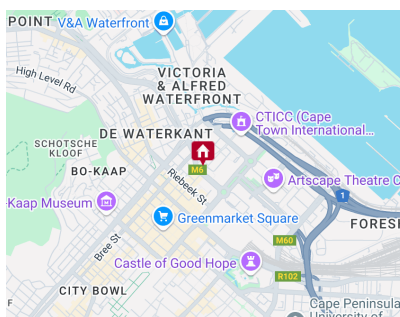 POINT
V&A Waterfront
High Level Rd
VICTORIA
& ALFRED
WATERFRONT
CTICC (Cape
Town International...
DE WATERKANT
SCHOTSCHE
KLOOF
BO-KAAP
M6
Riebeek St
Artscape Theatre C
1
Kaap Museum
Greenmarket Square
FORES
Bree St
M60
Castle of Good Hope
R102
CITY BOWL
Cape Peninsula
University of
F